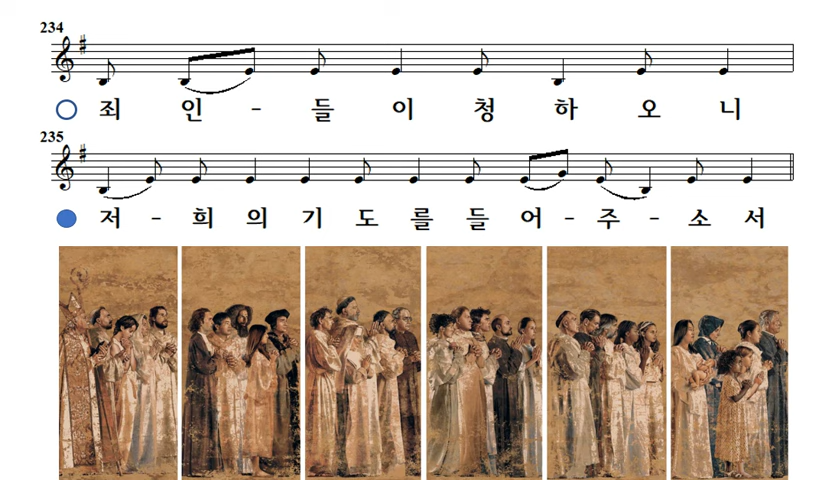 234
죄 인 - 들 이 청 하 오 니
235
저 - 희 의 기 도 를 들 어 - 주 - 소 서